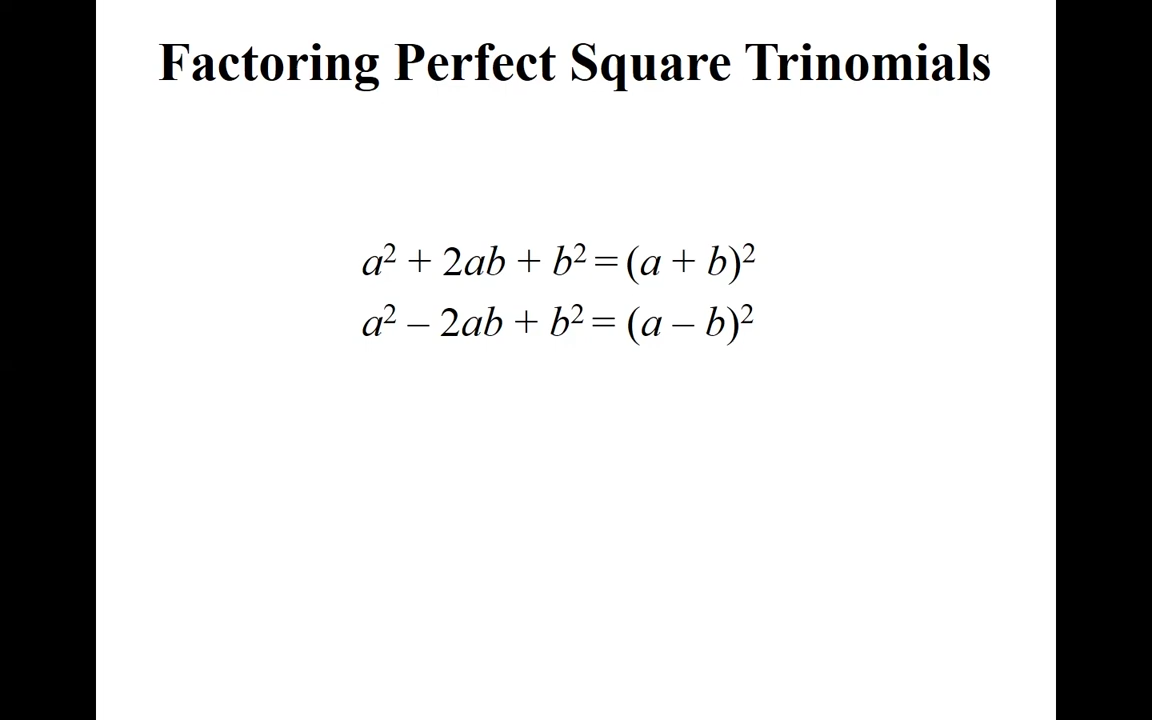 Factoring Perfect Square Trinomials
a² + 2ab + b² = (a + b)²
a² – 2ab + b² = (a – b)²